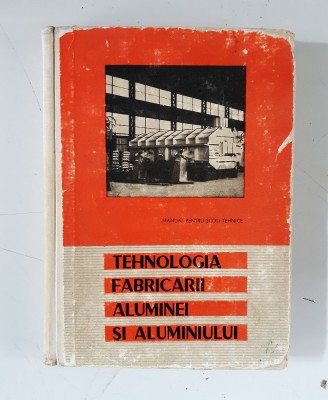 MANUAL PENTRU ȘCOLI TEHNICE
TEHNOLOGIA
FABRICARII
ALUMINEI
ȘI ALUMINIULUI